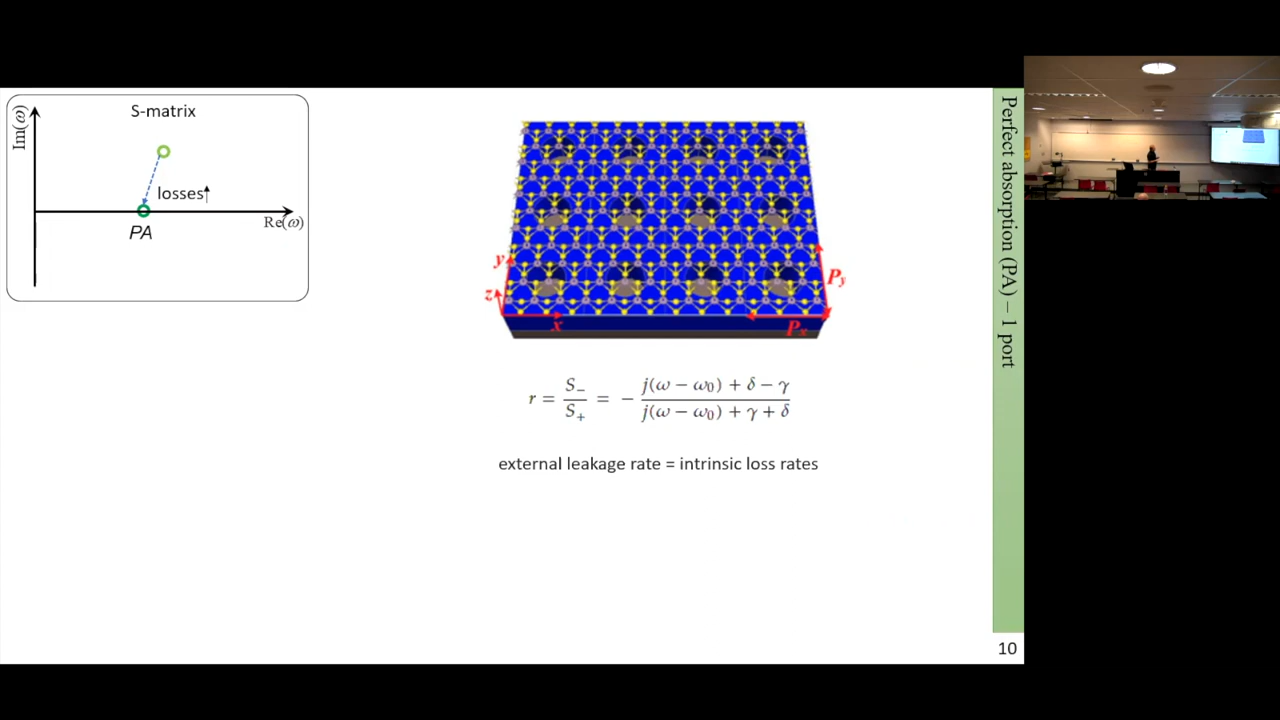 S-matrix
Im(ω)
losses↑
Re(ω)
PA
y
z
x
Py
Px
r = S₋/S₊ = − (j(ω − ω₀) + δ − γ)/(j(ω − ω₀) + γ + δ)
external leakage rate = intrinsic loss rates
Perfect absorption (PA) – 1 port
10